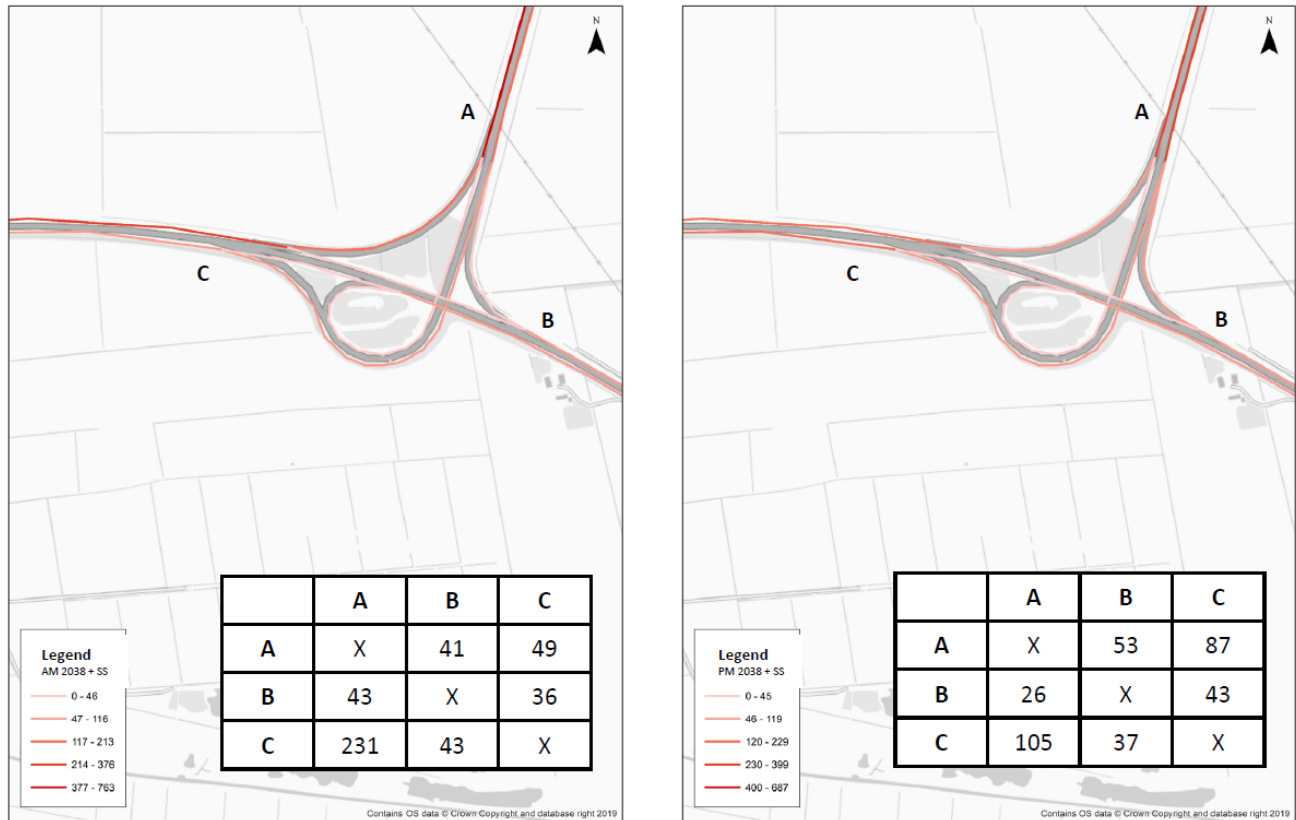 N
A
C
B
A B C
A X 41 49
B 43 X 36
C 231 43 X
Legend
AM 2038 + SS
0 - 46
47 - 116
117 - 213
214 - 376
377 - 763
Contains OS data © Crown Copyright and database right 2019
N
A
C
B
A B C
A X 53 87
B 26 X 43
C 105 37 X
Legend
PM 2038 + SS
0 - 45
46 - 119
120 - 229
230 - 399
400 - 687
Contains OS data © Crown Copyright and database right 2019